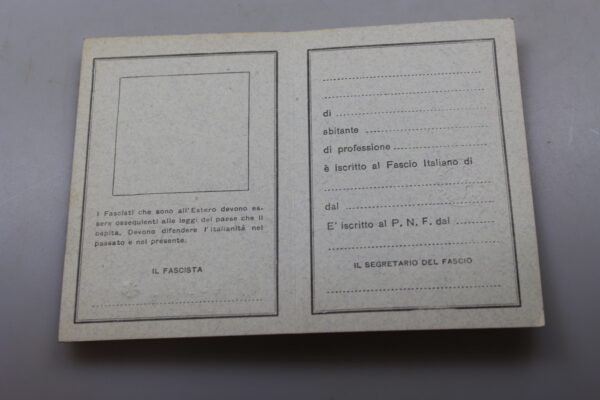 I Fascisti che sono all'Estero devono es-
sere ossequienti alle leggi del paese che li
ospita. Devono difendere l'italianità nel
passato e nel presente.
IL FASCISTA
di
abitante
di professione
è iscritto al Fascio Italiano di
dal
E' iscritto al P. N. F. dal
IL SEGRETARIO DEL FASCIO